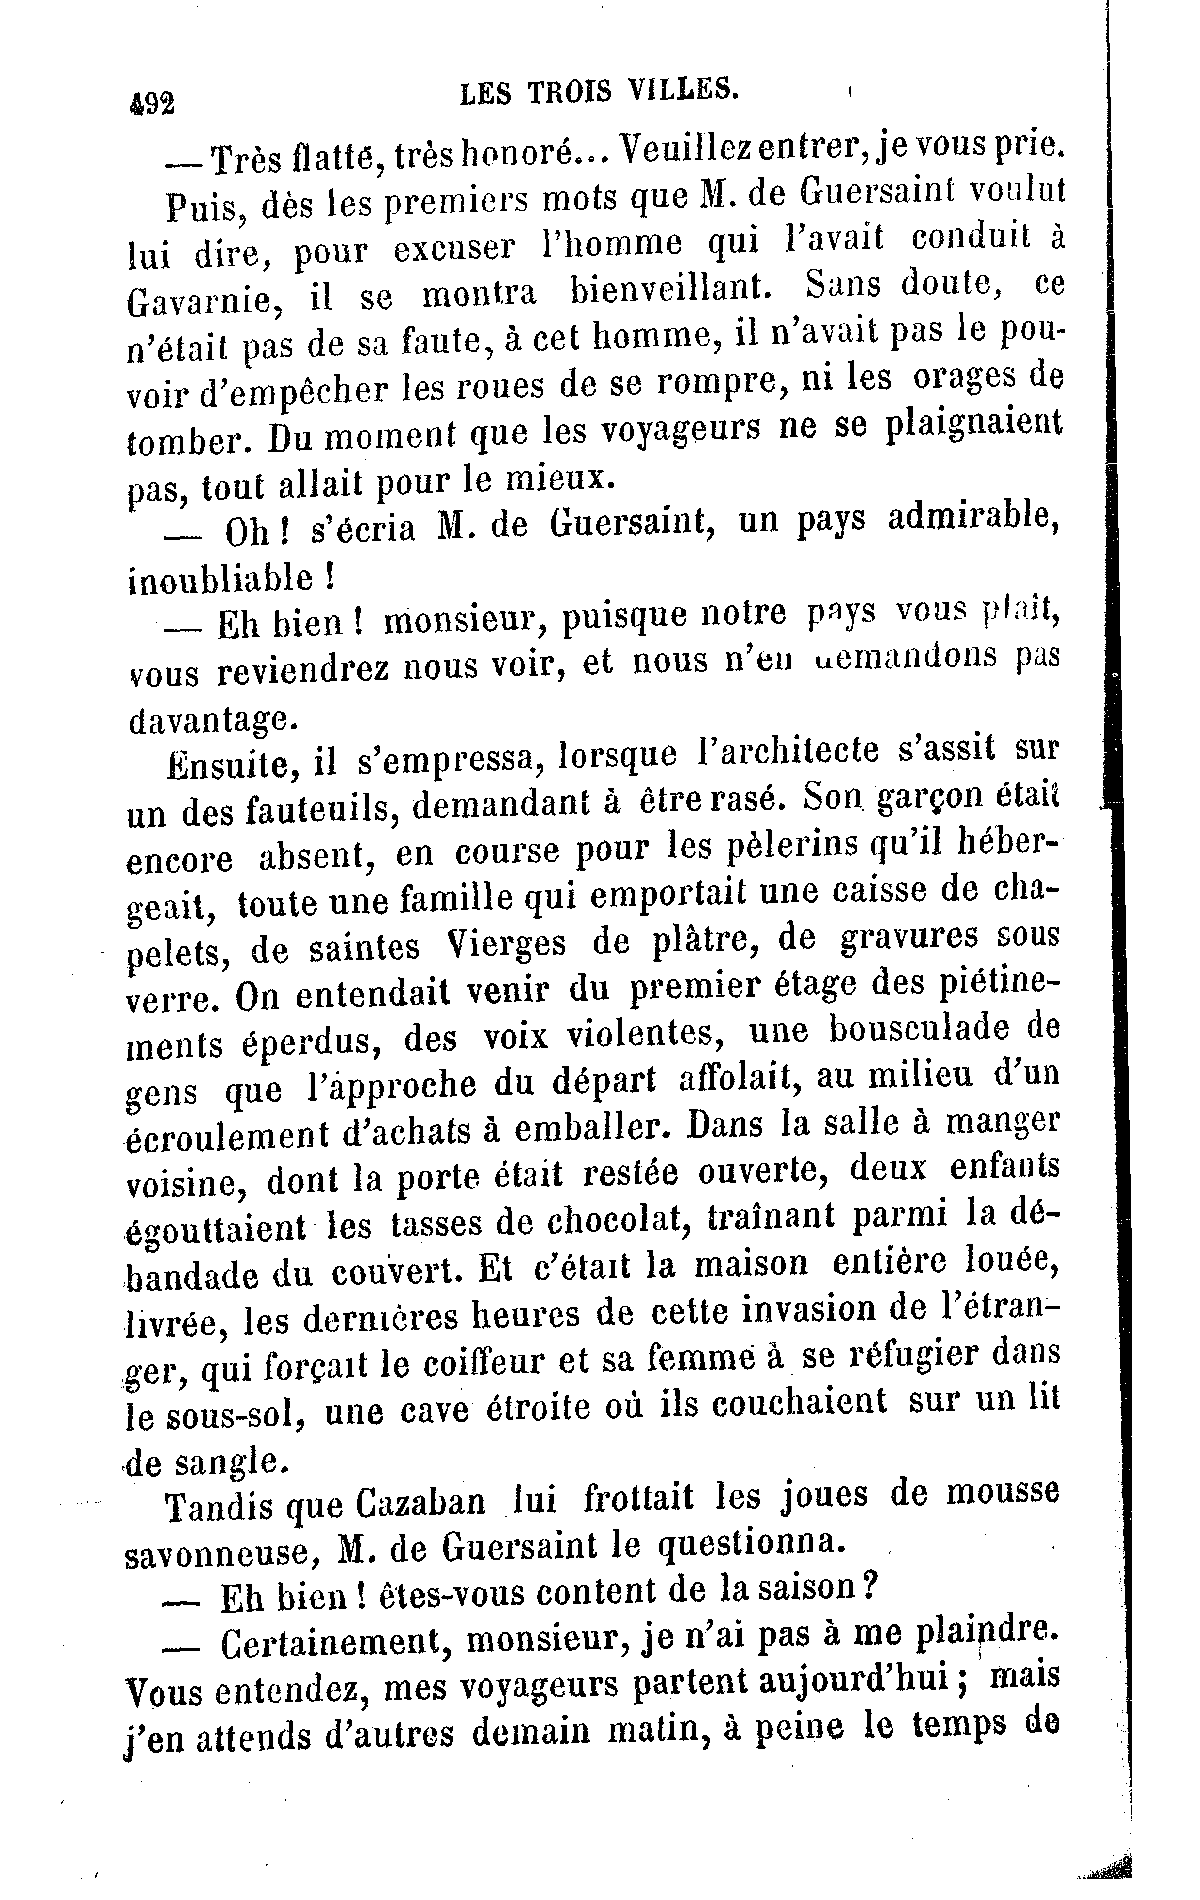 492 LES TROIS VILLES.
— Très flatté, très honoré... Veuillez entrer, je vous prie.
Puis, dès les premiers mots que M. de Guersaint voulut
lui dire, pour excuser l'homme qui l'avait conduit à
Gavarnie, il se montra bienveillant. Sans doute, ce
n'était pas de sa faute, à cet homme, il n'avait pas le pou-
voir d'empêcher les roues de se rompre, ni les orages de
tomber. Du moment que les voyageurs ne se plaignaient
pas, tout allait pour le mieux.
— Oh ! s'écria M. de Guersaint, un pays admirable,
inoubliable !
— Eh bien ! monsieur, puisque notre pays vous plaît,
vous reviendrez nous voir, et nous n'en demandons pas
davantage.
Ensuite, il s'empressa, lorsque l'architecte s'assit sur
un des fauteuils, demandant à être rasé. Son garçon était
encore absent, en course pour les pèlerins qu'il héber-
geait, toute une famille qui emportait une caisse de cha-
pelets, de saintes Vierges de plâtre, de gravures sous
verre. On entendait venir du premier étage des piétine-
ments éperdus, des voix violentes, une bousculade de
gens que l'approche du départ affolait, au milieu d'un
écroulement d'achats à emballer. Dans la salle à manger
voisine, dont la porte était restée ouverte, deux enfants
égouttaient les tasses de chocolat, traînant parmi la dé-
bandade du couvert. Et c'était la maison entière louée,
livrée, les dernières heures de cette invasion de l'étran-
ger, qui forçait le coiffeur et sa femme à se réfugier dans
le sous-sol, une cave étroite où ils couchaient sur un lit
de sangle.
Tandis que Cazaban lui frottait les joues de mousse
savonneuse, M. de Guersaint le questionna.
— Eh bien ! êtes-vous content de la saison ?
— Certainement, monsieur, je n'ai pas à me plaindre.
Vous entendez, mes voyageurs partent aujourd'hui ; mais
j'en attends d'autres demain matin, à peine le temps de